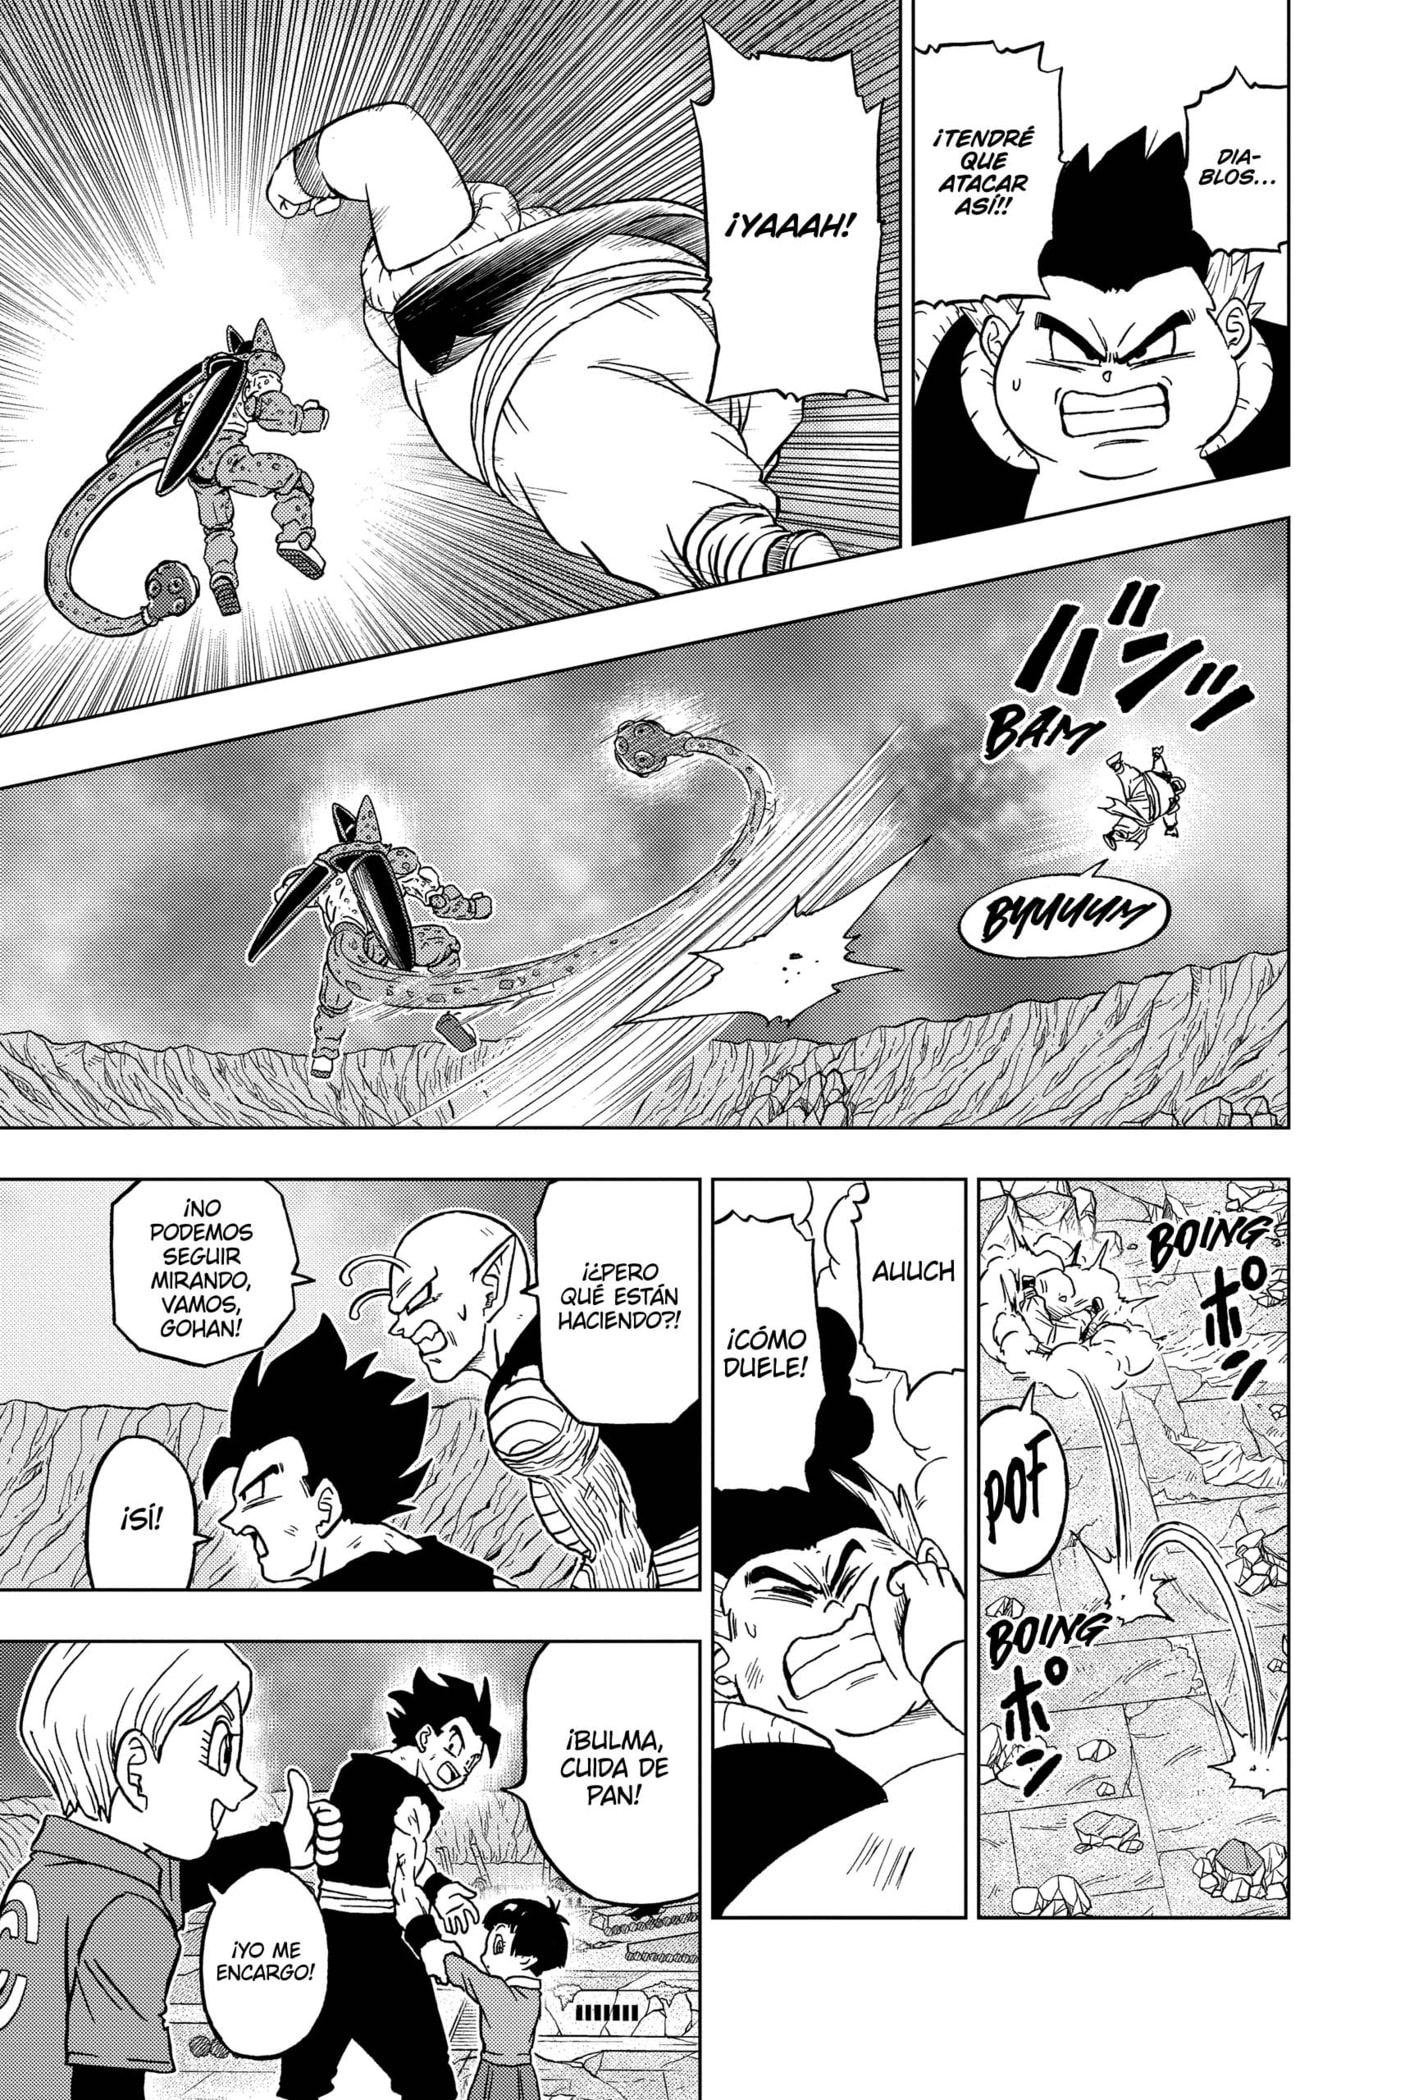 DIA-
BLOS...
¡TENDRÉ
QUE
ATACAR
ASÍ!!
¡YAAAH!
バンッ
BAM
BYUUUUM
BOING
ポン
POF
BOING
ポン
AUUCH
¡CÓMO
DUELE!
¡¿PERO
QUÉ ESTÁN
HACIENDO?!
¡NO
PODEMOS
SEGUIR
MIRANDO,
VAMOS,
GOHAN!
¡SÍ!
¡BULMA,
CUIDA DE
PAN!
¡YO ME
ENCARGO!